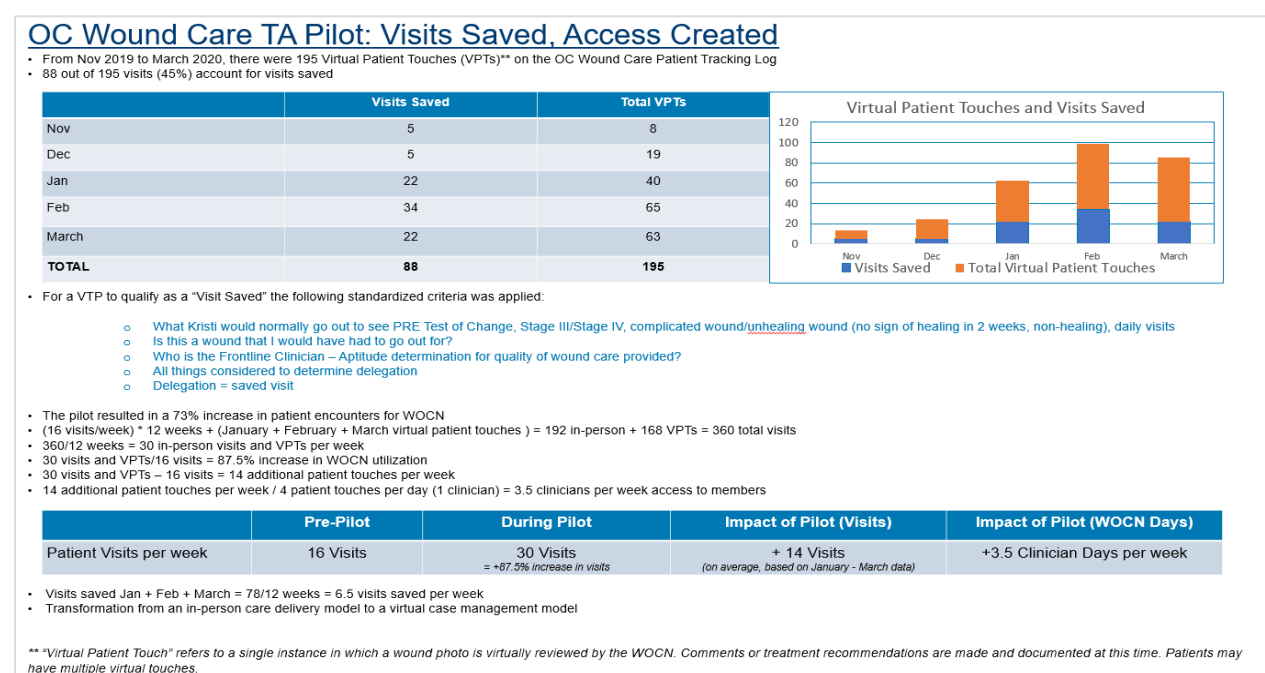 OC Wound Care TA Pilot: Visits Saved, Access Created
• From Nov 2019 to March 2020, there were 195 Virtual Patient Touches (VPTs)** on the OC Wound Care Patient Tracking Log
• 88 out of 195 visits (45%) account for visits saved
Visits Saved Total VPTs
Nov 5 8
Dec 5 19
Jan 22 40
Feb 34 65
March 22 63
TOTAL 88 195
Virtual Patient Touches and Visits Saved
120
100
80
60
40
20
0
Nov Dec Jan Feb March
Visits Saved Total Virtual Patient Touches
• For a VTP to qualify as a “Visit Saved” the following standardized criteria was applied:
o What Kristi would normally go out to see PRE Test of Change, Stage III/Stage IV, complicated wound/unhealing wound (no sign of healing in 2 weeks, non-healing), daily visits
o Is this a wound that I would have had to go out for?
o Who is the Frontline Clinician – Aptitude determination for quality of wound care provided?
o All things considered to determine delegation
o Delegation = saved visit
• The pilot resulted in a 73% increase in patient encounters for WOCN
• (16 visits/week) * 12 weeks + (January + February + March virtual patient touches ) = 192 in-person + 168 VPTs = 360 total visits
• 360/12 weeks = 30 in-person visits and VPTs per week
• 30 visits and VPTs/16 visits = 87.5% increase in WOCN utilization
• 30 visits and VPTs – 16 visits = 14 additional patient touches per week
• 14 additional patient touches per week / 4 patient touches per day (1 clinician) = 3.5 clinicians per week access to members
Pre-Pilot During Pilot Impact of Pilot (Visits) Impact of Pilot (WOCN Days)
Patient Visits per week 16 Visits 30 Visits + 14 Visits +3.5 Clinician Days per week
= +87.5% increase in visits (on average, based on January - March data)
• Visits saved Jan + Feb + March = 78/12 weeks = 6.5 visits saved per week
• Transformation from an in-person care delivery model to a virtual case management model
** “Virtual Patient Touch” refers to a single instance in which a wound photo is virtually reviewed by the WOCN. Comments or treatment recommendations are made and documented at this time. Patients may
have multiple virtual touches.